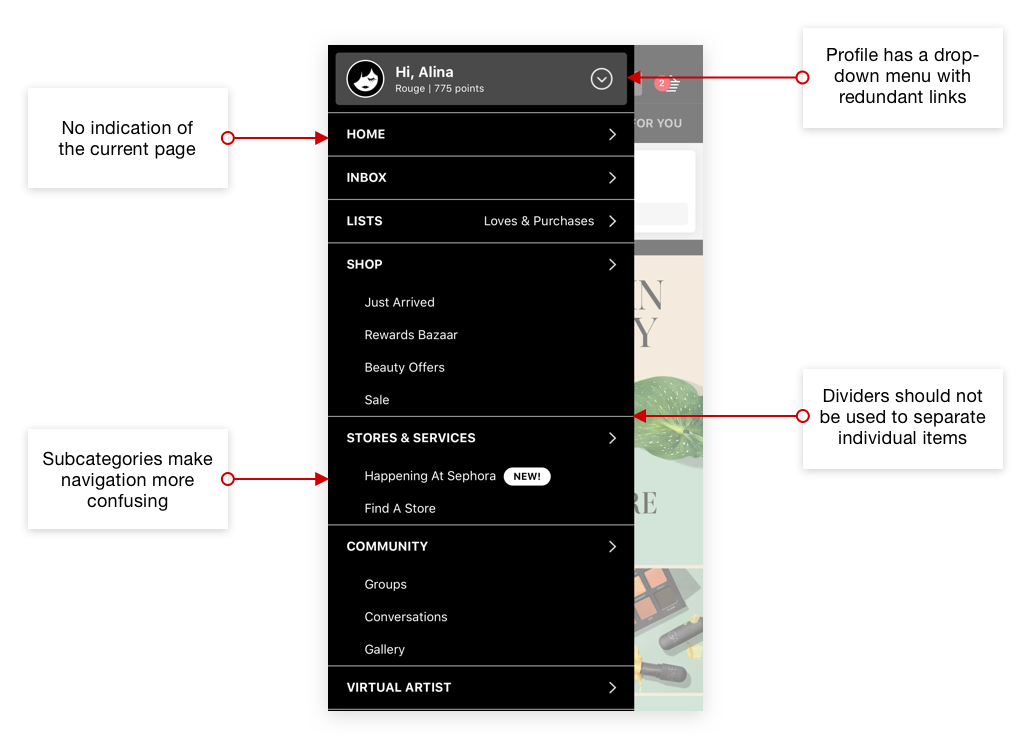 No indication of
the current page
Subcategories make
navigation more
confusing
Hi, Alina
Rouge | 775 points
HOME
INBOX
LISTS Loves & Purchases
SHOP
Just Arrived
Rewards Bazaar
Beauty Offers
Sale
STORES & SERVICES
Happening At Sephora NEW!
Find A Store
COMMUNITY
Groups
Conversations
Gallery
VIRTUAL ARTIST
2
FOR YOU
IN
Y
RE
Profile has a drop-
down menu with
redundant links
Dividers should not
be used to separate
individual items